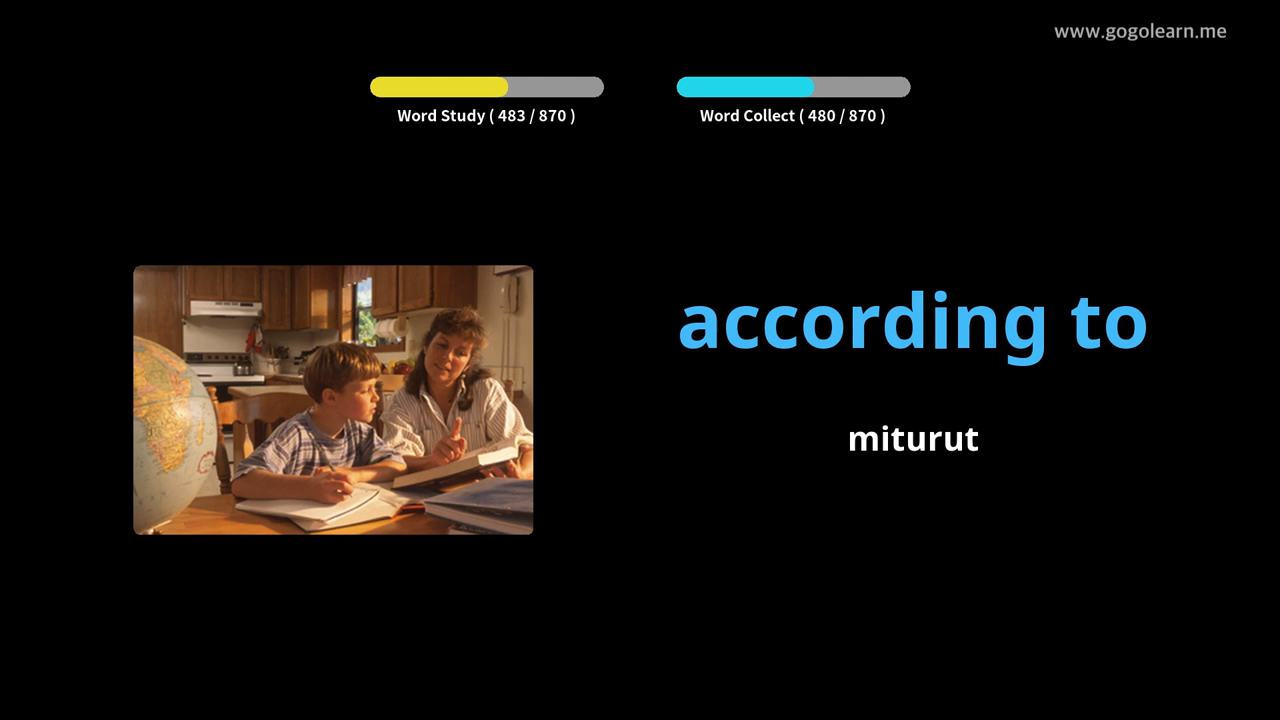 www.gogolearn.me
Word Study ( 483 / 870 )
Word Collect ( 480 / 870 )
according to
miturut